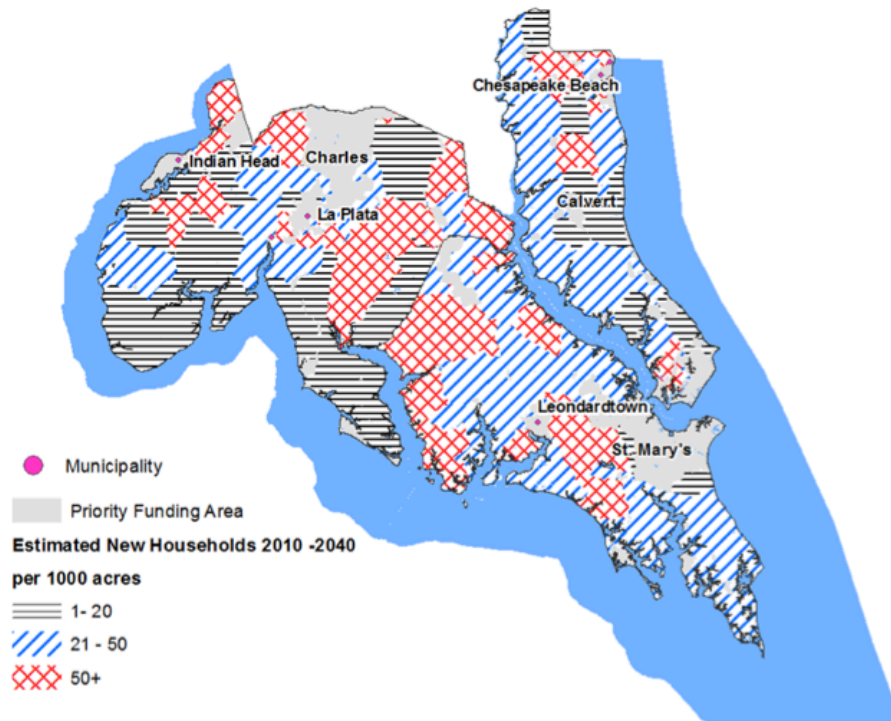 Chesapeake Beach
Indian Head
Charles
La Plata
Calvert
Leondardtown
St. Mary's
Municipality
Priority Funding Area
Estimated New Households 2010 -2040
per 1000 acres
1- 20
21 - 50
50+